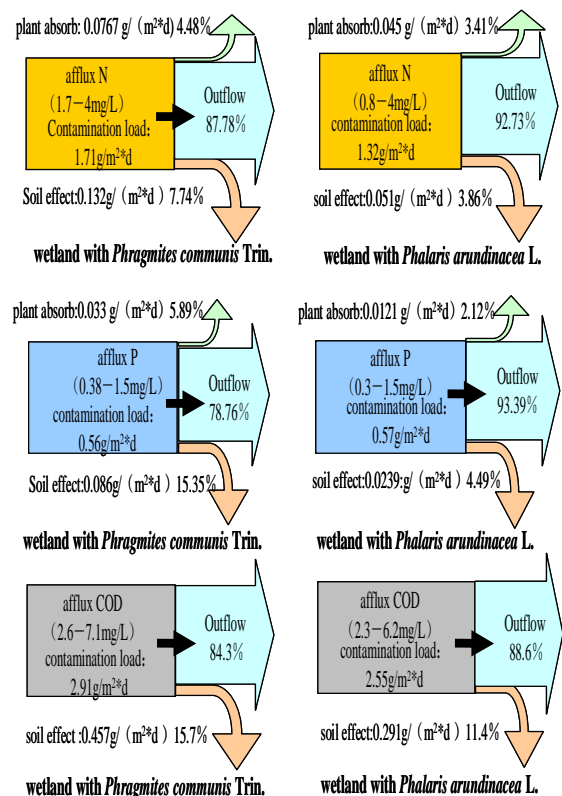 plant absorb: 0.0767 g/（m²*d）4.48%
afflux N
（1.7－4mg/L）
Contamination load：
1.71g/m²*d
Outflow
87.78%
Soil effect:0.132g/（m²*d ）7.74%
wetland with Phragmites communis Trin.
plant absorb:0.045 g/（m²*d）3.41%
afflux N
（0.8－4mg/L）
contamination load：
1.32g/m²*d
Outflow
92.73%
soil effect:0.051g/（m²*d ）3.86%
wetland with Phalaris arundinacea L.
plant absorb:0.033 g/（m²*d）5.89%
afflux P
（0.38－1.5mg/L）
contamination load：
0.56g/m²*d
Outflow
78.76%
Soil effect:0.086g/（m²*d ）15.35%
wetland with Phragmites communis Trin.
plant absorb:0.0121 g/（m²*d）2.12%
afflux P
（0.3－1.5mg/L）
contamination load：
0.57g/m²*d
Outflow
93.39%
soil effect:0.0239:g/（m²*d ）4.49%
wetland with Phalaris arundinacea L.
afflux COD
（2.6－7.1mg/L）
contamination load：
2.91g/m²*d
Outflow
84.3%
soil effect :0.457g/（m²*d ）15.7%
wetland with Phragmites communis Trin.
afflux COD
（2.3－6.2mg/L）
contamination load：
2.55g/m²*d
Outflow
88.6%
soil effect:0.291g/（m²*d ）11.4%
wetland with Phalaris arundinacea L.